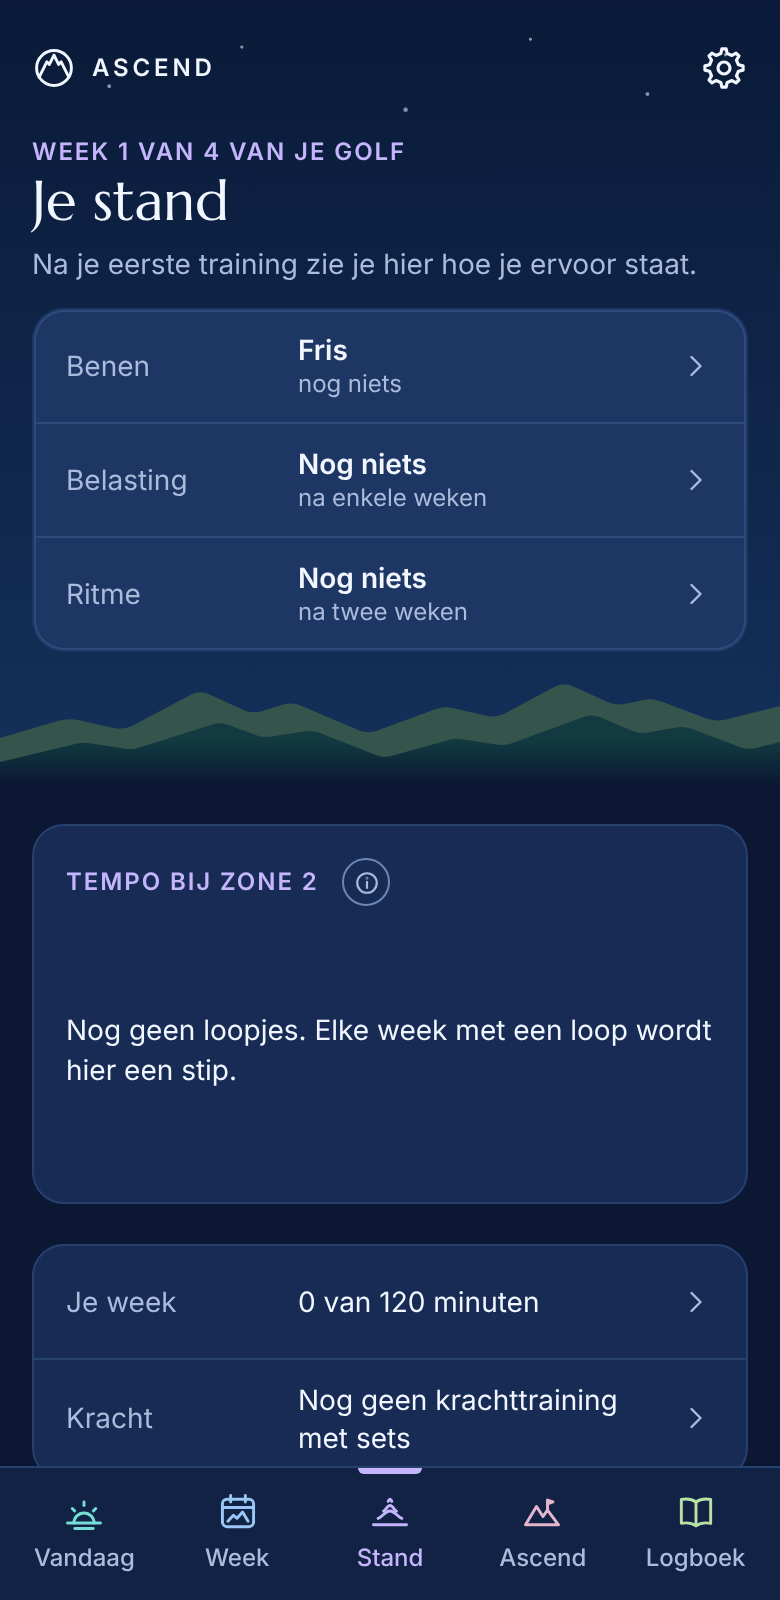 ASCEND
WEEK 1 VAN 4 VAN JE GOLF
Je stand
Na je eerste training zie je hier hoe je ervoor staat.
Benen
Fris
nog niets
Belasting
Nog niets
na enkele weken
Ritme
Nog niets
na twee weken
TEMPO BIJ ZONE 2
Nog geen loopjes. Elke week met een loop wordt
hier een stip.
Je week
0 van 120 minuten
Kracht
Nog geen krachttraining
met sets
Vandaag
Week
Stand
Ascend
Logboek